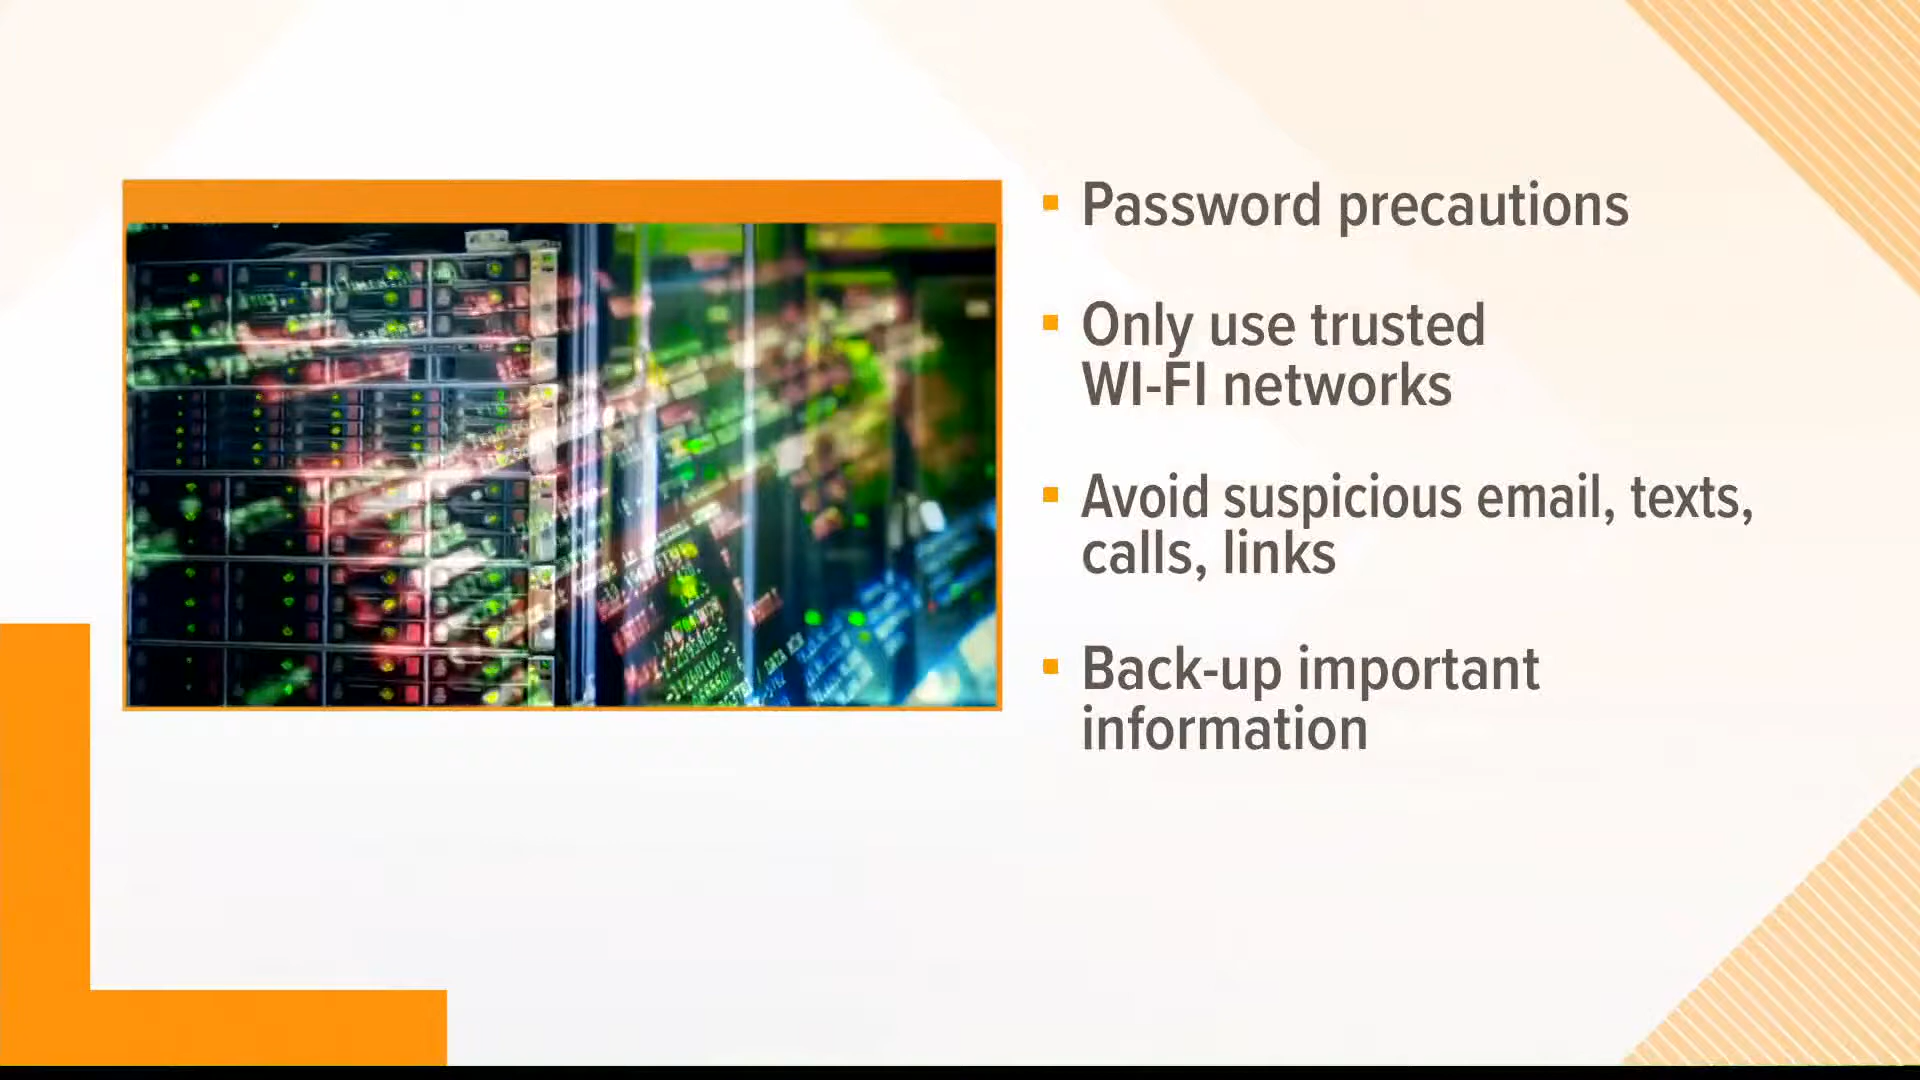 Password precautions
Only use trusted
WI-FI networks
Avoid suspicious email, texts,
calls, links
Back-up important
information